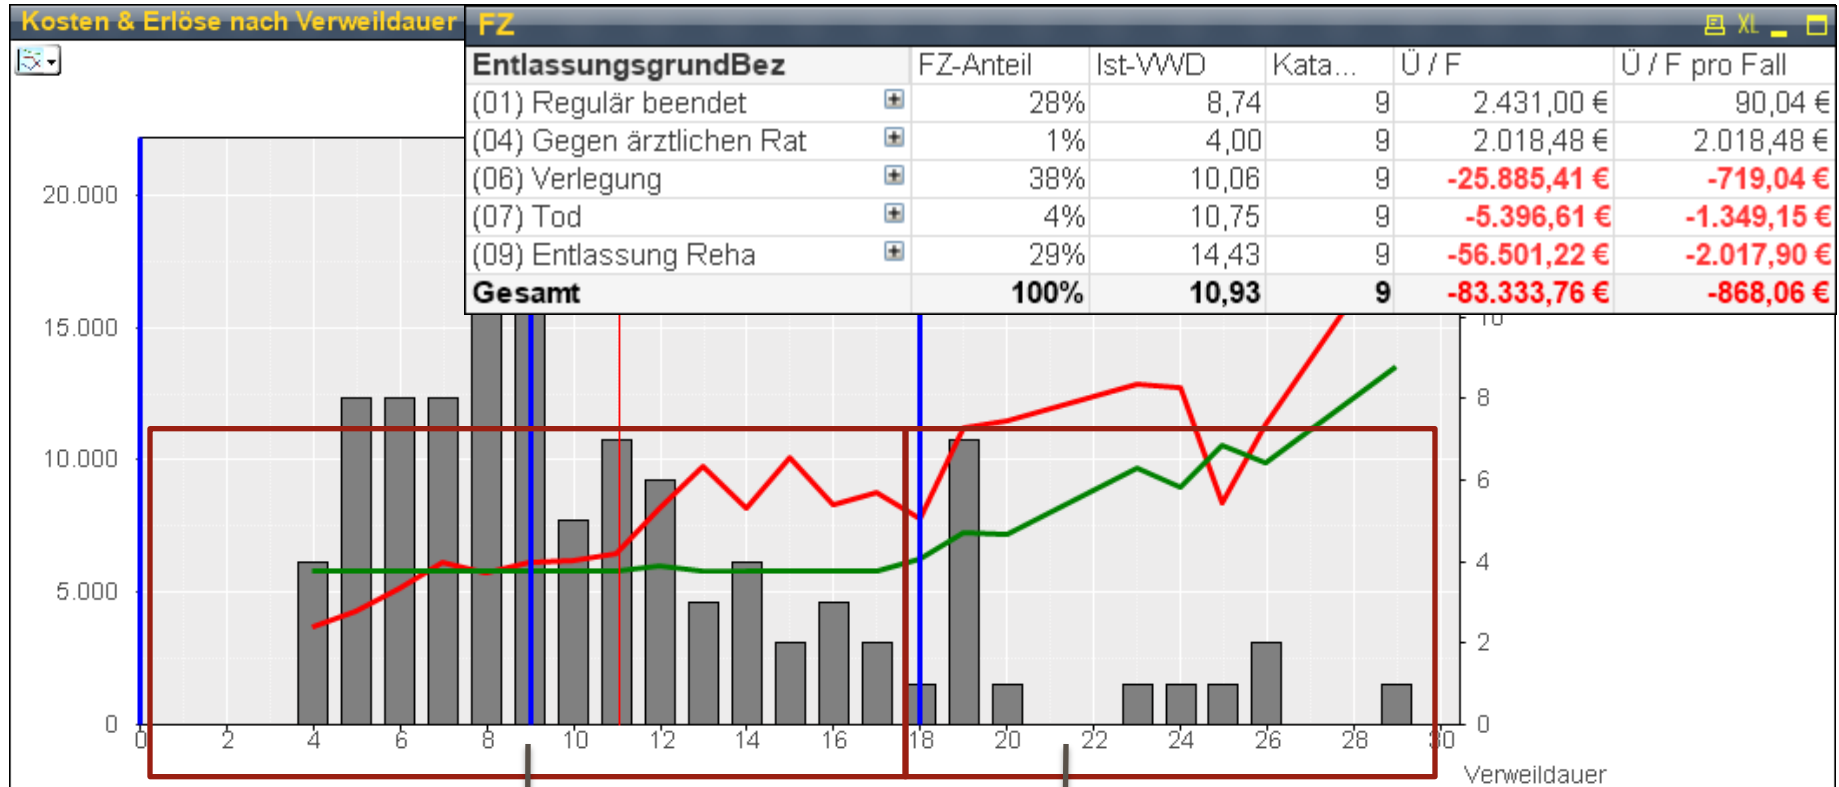 Kosten & Erlöse nach Verweildauer
FZ
XL
EntlassungsgrundBez FZ-Anteil Ist-VWD Kata... Ü / F Ü / F pro Fall
(01) Regulär beendet 28% 8,74 9 2.431,00 € 90,04 €
(04) Gegen ärztlichen Rat 1% 4,00 9 2.018,48 € 2.018,48 €
(06) Verlegung 38% 10,06 9 -25.885,41 € -719,04 €
(07) Tod 4% 10,75 9 -5.396,61 € -1.349,15 €
(09) Entlassung Reha 29% 14,43 9 -56.501,22 € -2.017,90 €
Gesamt 100% 10,93 9 -83.333,76 € -868,06 €
20.000
15.000 10
8
10.000
6
5.000 4
2
0 0
0 2 4 6 8 10 12 14 16 18 20 22 24 26 28 30
Verweildauer